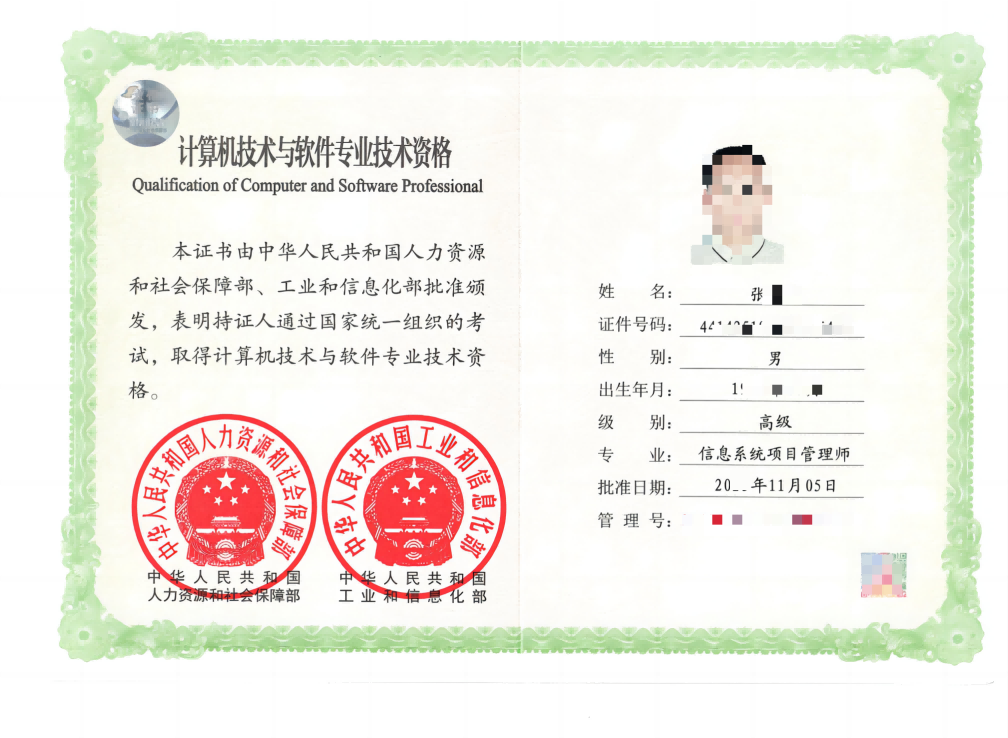 计算机技术与软件专业技术资格
Qualification of Computer and Software Professional
本证书由中华人民共和国人力资源
和社会保障部、工业和信息化部批准颁
发，表明持证人通过国家统一组织的考
试，取得计算机技术与软件专业技术资
格。
中华人民共和国人力资源和社会保障部
中华人民共和国工业和信息化部
中华人民共和国
人力资源和社会保障部
中华人民共和国
工业和信息化部
姓 名： 张
证件号码：
性 别： 男
出生年月：
级 别： 高级
专 业： 信息系统项目管理师
批准日期： 20 年11月05日
管 理 号：